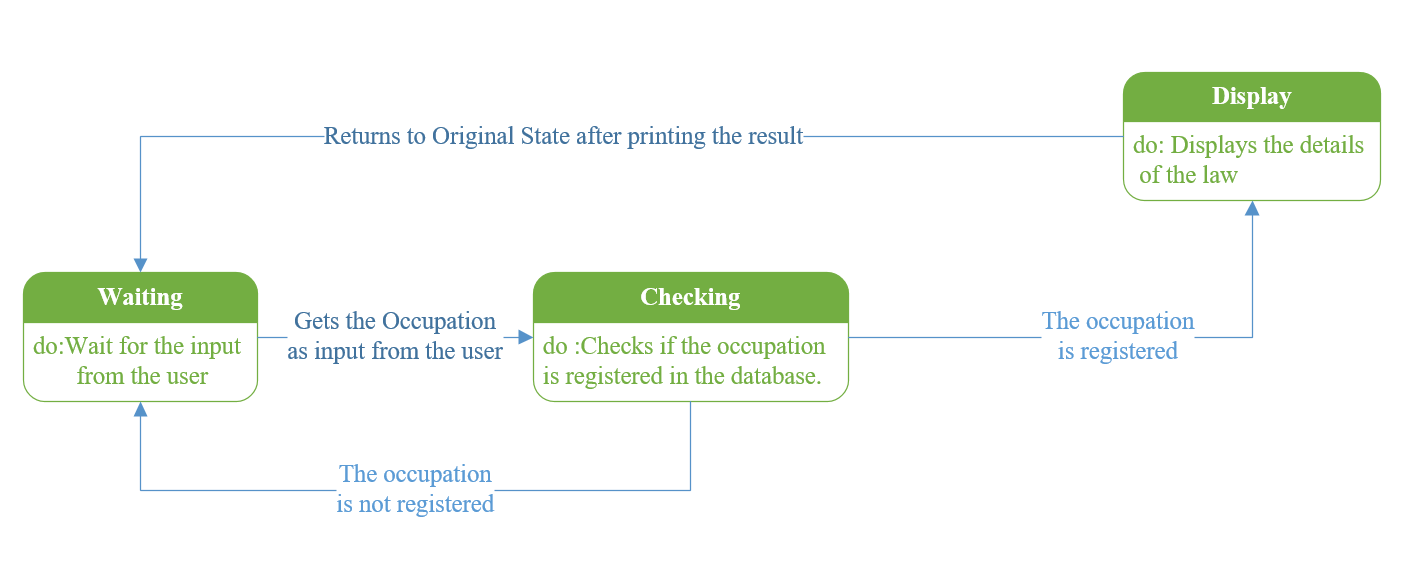 Display
do: Displays the details
of the law
Returns to Original State after printing the result
Waiting
do:Wait for the input
from the user
Gets the Occupation
as input from the user
Checking
do :Checks if the occupation
is registered in the database.
The occupation
is registered
The occupation
is not registered